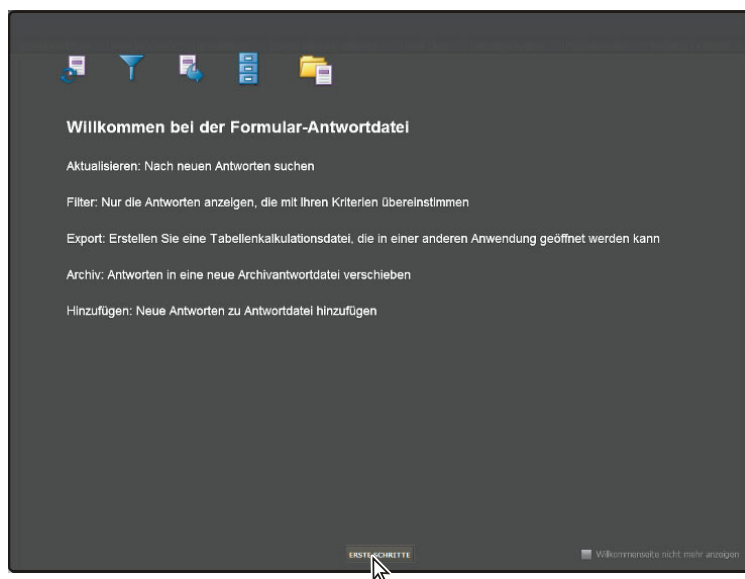 Willkommen bei der Formular-Antwortdatei
Aktualisieren: Nach neuen Antworten suchen
Filter: Nur die Antworten anzeigen, die mit Ihren Kriterien übereinstimmen
Export: Erstellen Sie eine Tabellenkalkulationsdatei, die in einer anderen Anwendung geöffnet werden kann
Archiv: Antworten in eine neue Archivantwortdatei verschieben
Hinzufügen: Neue Antworten zu Antwortdatei hinzufügen
ERSTE SCHRITTE
Willkommenseite nicht mehr anzeigen